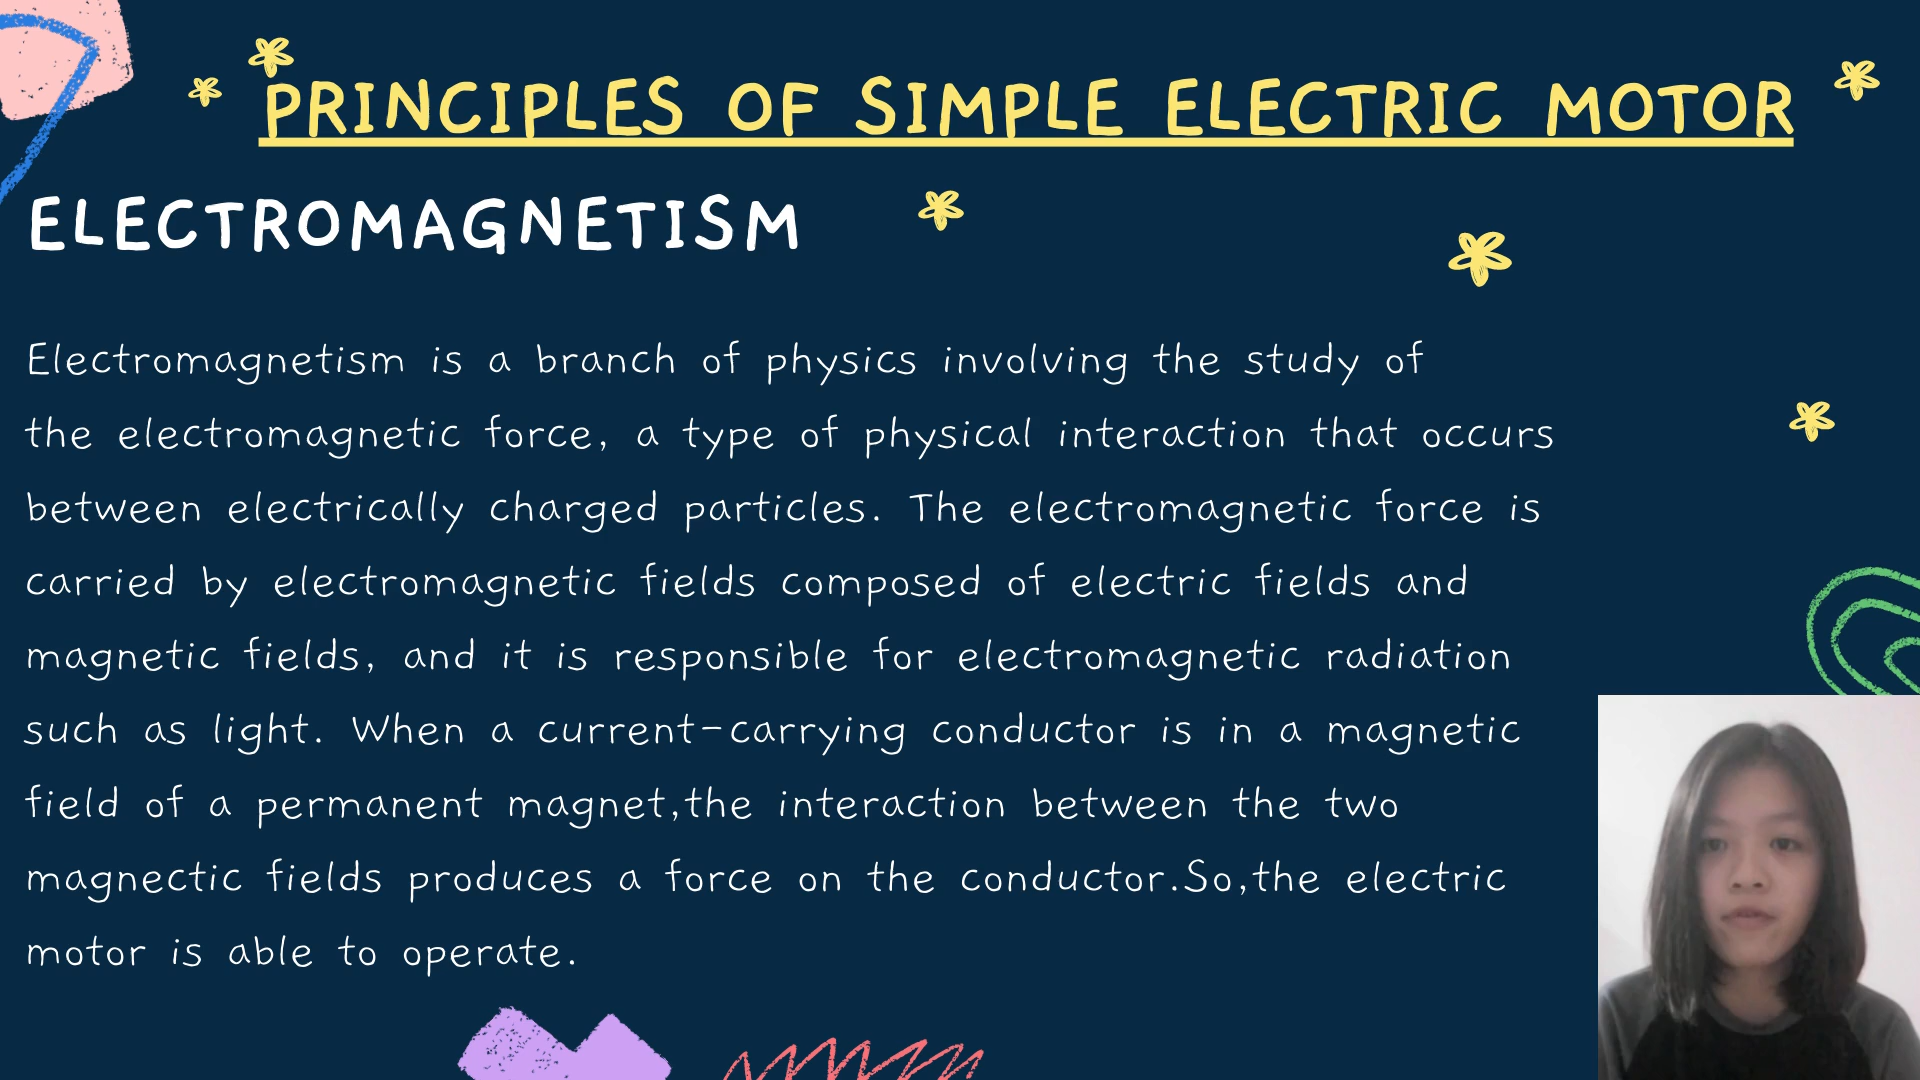 PRINCIPLES OF SIMPLE ELECTRIC MOTOR
ELECTROMAGNETISM
Electromagnetism is a branch of physics involving the study of
the electromagnetic force, a type of physical interaction that occurs
between electrically charged particles. The electromagnetic force is
carried by electromagnetic fields composed of electric fields and
magnetic fields, and it is responsible for electromagnetic radiation
such as light. When a current-carrying conductor is in a magnetic
field of a permanent magnet,the interaction between the two
magnectic fields produces a force on the conductor.So,the electric
motor is able to operate.